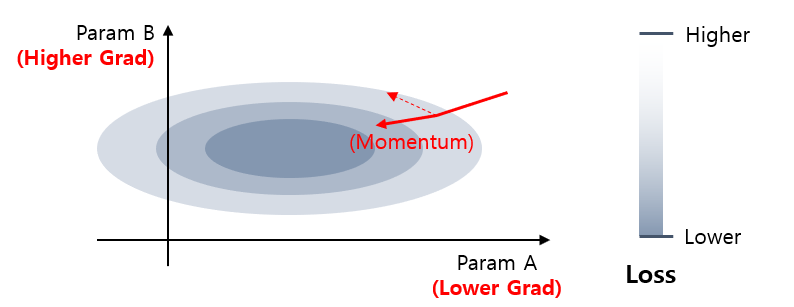 Param B
(Higher Grad)
(Momentum)
Param A
(Lower Grad)
Higher
Lower
Loss